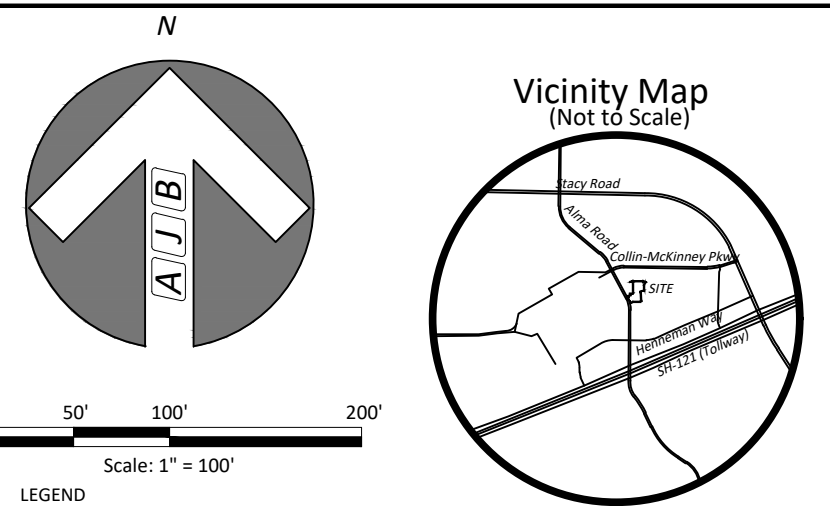 N
A J B
50' 100' 200'
Scale: 1" = 100'
LEGEND
Vicinity Map
(Not to Scale)
Stacy Road
Alma Road
Collin-McKinney Pkwy
SITE
Henneman Way
SH-121 (Tollway)